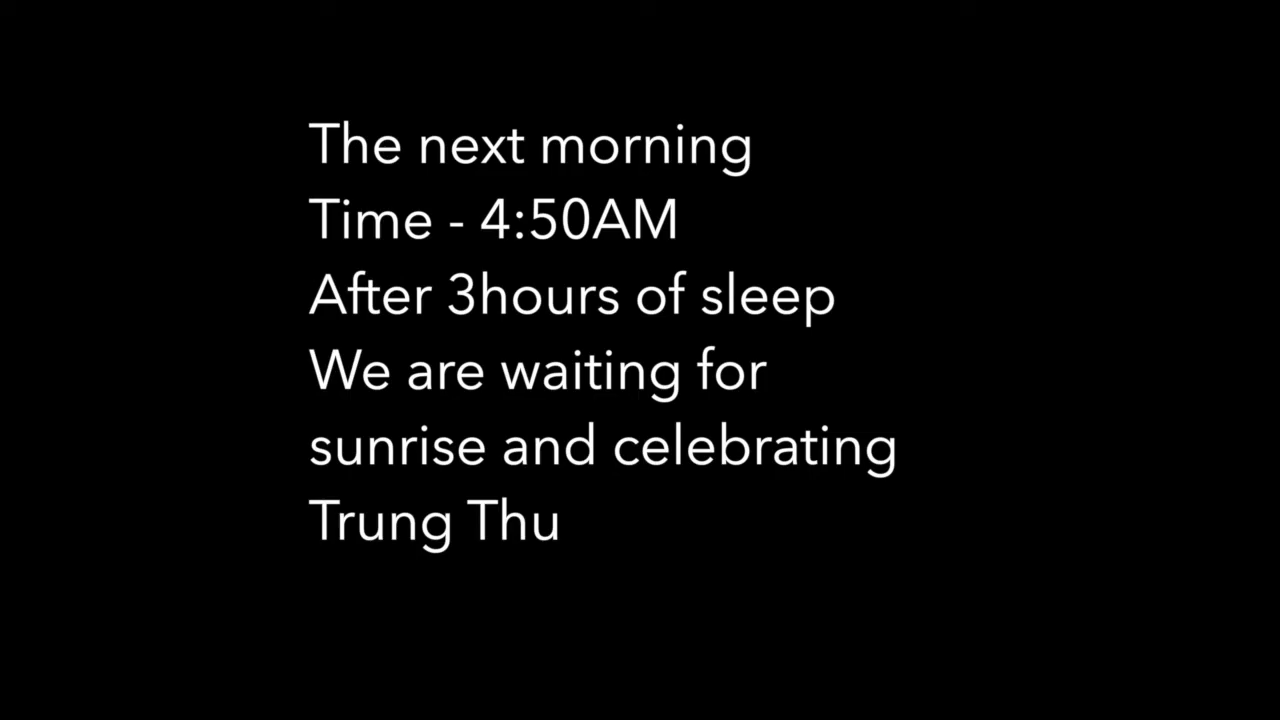 The next morning
Time - 4:50AM
After 3hours of sleep
We are waiting for
sunrise and celebrating
Trung Thu